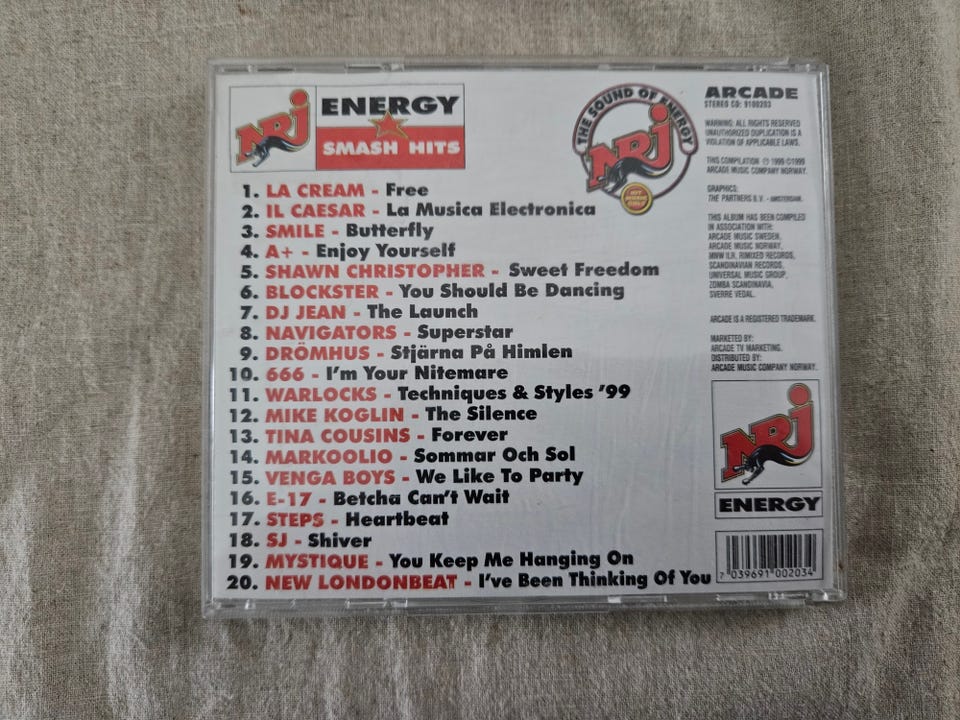 NRJ
ENERGY
SMASH HITS
THE SOUND OF ENERGY
NRJ
HIT MUSIC ONLY
1. LA CREAM - Free
2. IL CAESAR - La Musica Electronica
3. SMILE - Butterfly
4. A+ - Enjoy Yourself
5. SHAWN CHRISTOPHER - Sweet Freedom
6. BLOCKSTER - You Should Be Dancing
7. DJ JEAN - The Launch
8. NAVIGATORS - Superstar
9. DRÖMHUS - Stjärna På Himlen
10. 666 - I'm Your Nitemare
11. WARLOCKS - Techniques & Styles '99
12. MIKE KOGLIN - The Silence
13. TINA COUSINS - Forever
14. MARKOOLIO - Sommar Och Sol
15. VENGA BOYS - We Like To Party
16. E-17 - Betcha Can't Wait
17. STEPS - Heartbeat
18. SJ - Shiver
19. MYSTIQUE - You Keep Me Hanging On
20. NEW LONDONBEAT - I've Been Thinking Of You
ARCADE
STEREO CD: 9100203
WARNING: ALL RIGHTS RESERVED
UNAUTHORIZED DUPLICATION IS A
VIOLATION OF APPLICABLE LAWS.
THIS COMPILATION ℗ 1999 ©1999
ARCADE MUSIC COMPANY NORWAY.
GRAPHICS:
THE PARTNERS B.V. - AMSTERDAM.
THIS ALBUM HAS BEEN COMPILED
IN ASSOCIATION WITH:
ARCADE MUSIC SWEDEN,
ARCADE MUSIC NORWAY,
MNW ILR, RIMIXED RECORDS,
SCANDINAVIAN RECORDS,
UNIVERSAL MUSIC GROUP,
ZOMBA SCANDINAVIA,
SVERRE VEDAL.
ARCADE IS A REGISTERED TRADEMARK.
MARKETED BY:
ARCADE TV MARKETING.
DISTRIBUTED BY:
ARCADE MUSIC COMPANY NORWAY.
NRJ
ENERGY
7 039691 002034